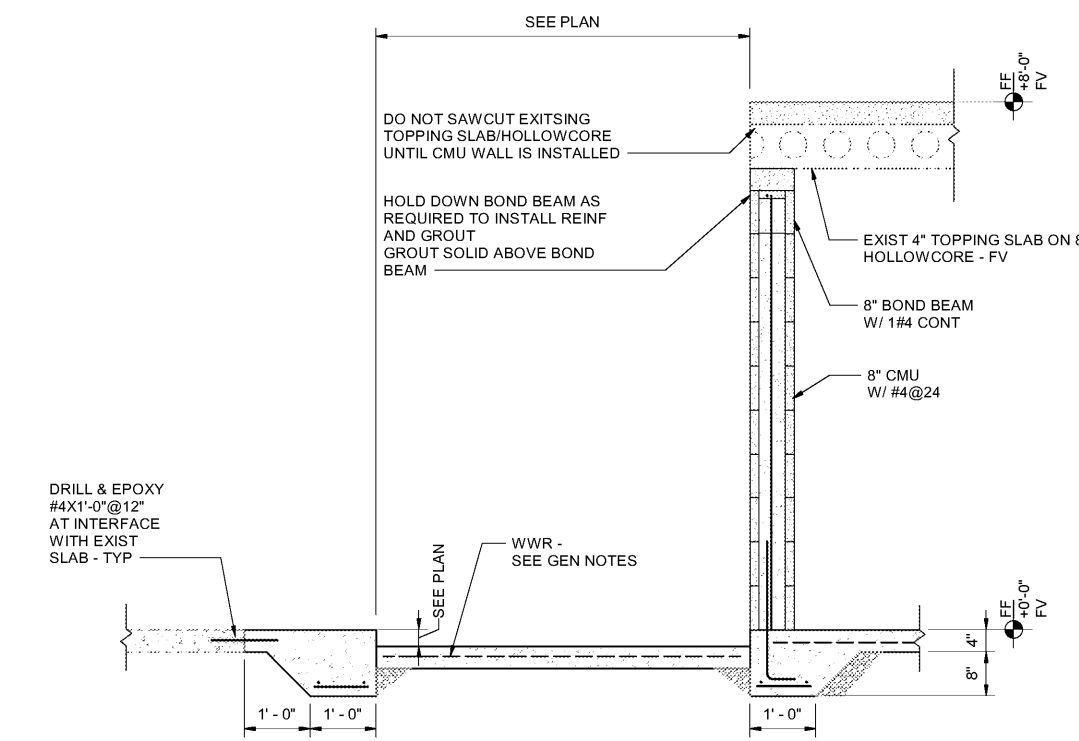 SEE PLAN
FF
+8'-0"
FV
DO NOT SAWCUT EXITSING
TOPPING SLAB/HOLLOWCORE
UNTIL CMU WALL IS INSTALLED
HOLD DOWN BOND BEAM AS
REQUIRED TO INSTALL REINF
AND GROUT
GROUT SOLID ABOVE BOND
BEAM
EXIST 4" TOPPING SLAB ON
HOLLOWCORE - FV
8" BOND BEAM
W/ 1#4 CONT
8" CMU
W/ #4@24
DRILL & EPOXY
#4X1'-0"@12"
AT INTERFACE
WITH EXIST
SLAB - TYP
SEE PLAN
WWR -
SEE GEN NOTES
FF
+0'-0"
FV
4"
8"
1' - 0"
1' - 0"
1' - 0"